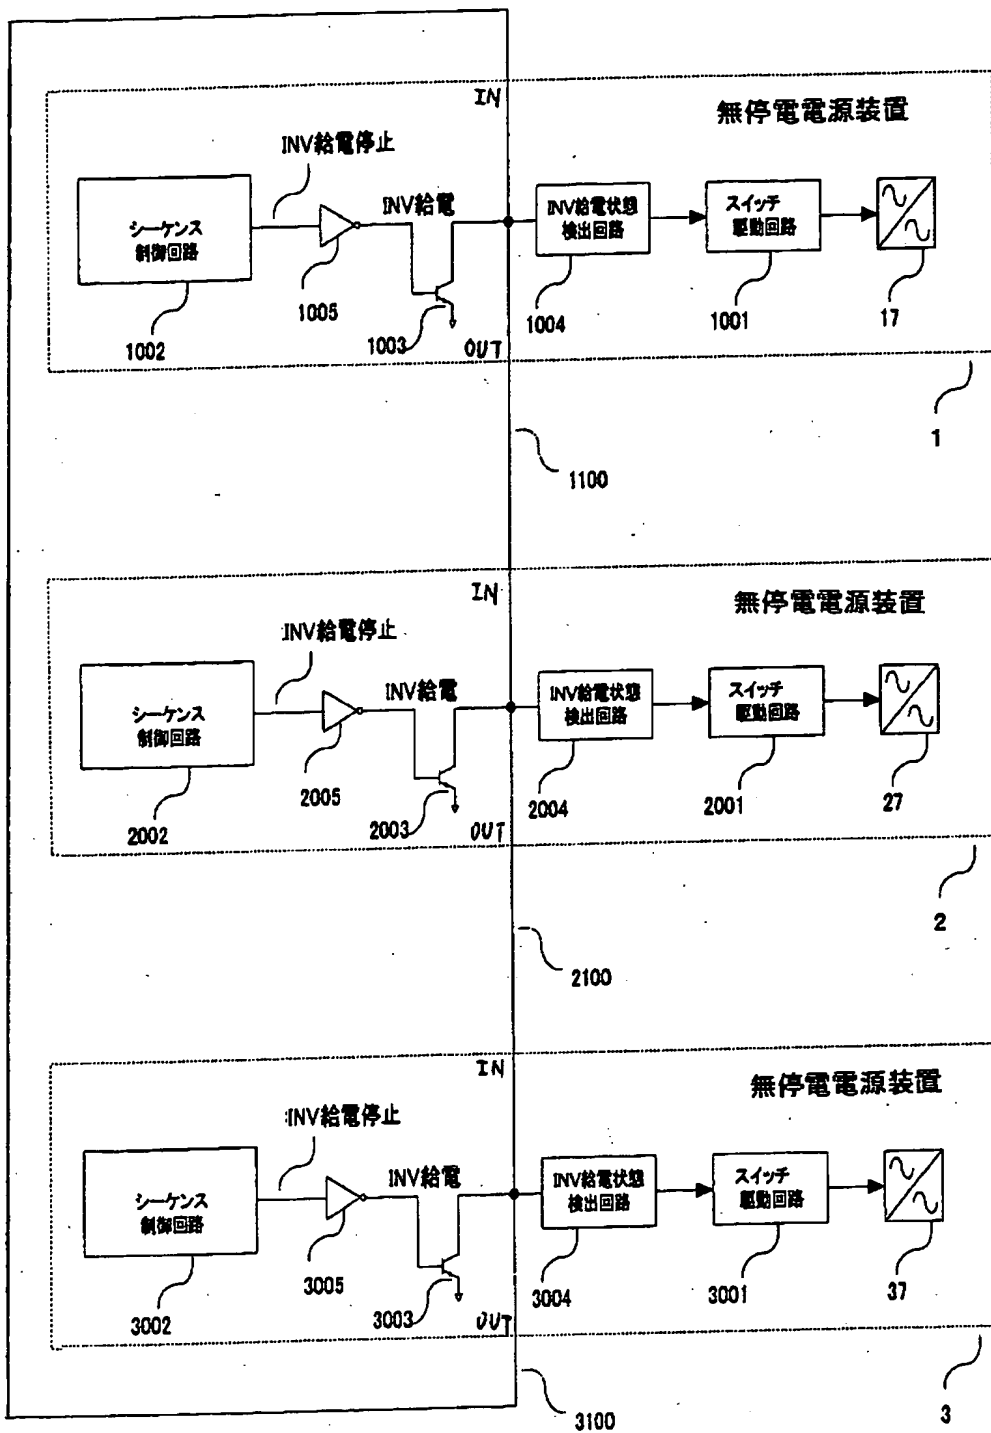 IN
無停電電源装置
INV給電停止
INV給電
シーケンス
制御回路
INV給電状態
検出回路
スイッチ
駆動回路
1002
1005
1003
OUT
1004
1001
17
1
1100
IN
無停電電源装置
INV給電停止
INV給電
シーケンス
制御回路
INV給電状態
検出回路
スイッチ
駆動回路
2002
2005
2003
OUT
2004
2001
27
2
2100
IN
無停電電源装置
INV給電停止
INV給電
シーケンス
制御回路
INV給電状態
検出回路
スイッチ
駆動回路
3002
3005
3003
OUT
3004
3001
37
3
3100